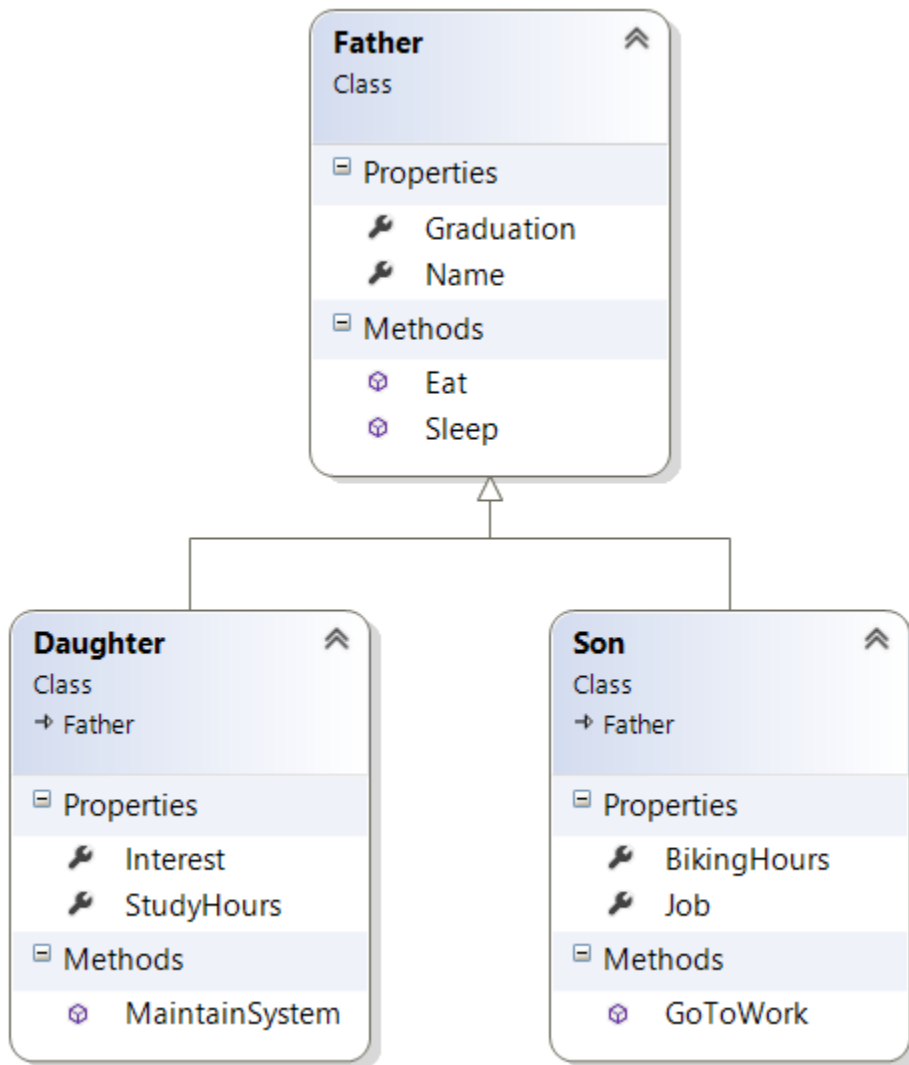 Father
Class
Properties
Graduation
Name
Methods
Eat
Sleep
Daughter
Class
Father
Properties
Interest
StudyHours
Methods
MaintainSystem
Son
Class
Father
Properties
BikingHours
Job
Methods
GoToWork